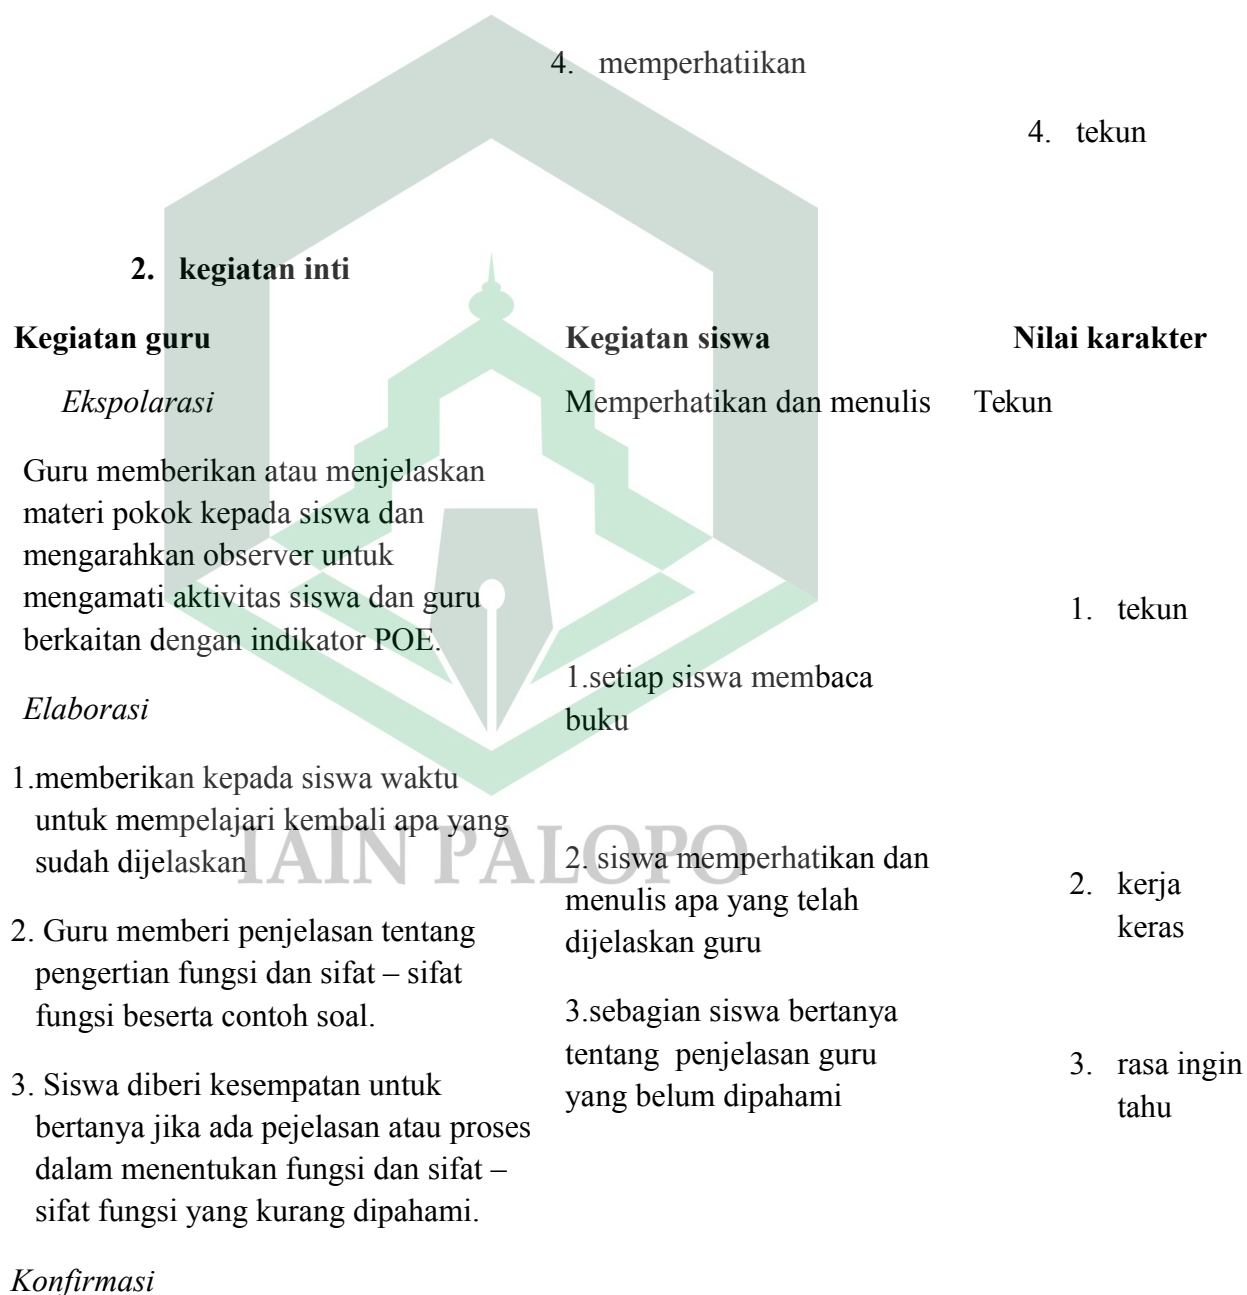 4. memperhatiikan
4. tekun
2. kegiatan inti
Kegiatan guru
Kegiatan siswa
Nilai karakter
Ekspolarasi
Memperhatikan dan menulis
Tekun
Guru memberikan atau menjelaskan
materi pokok kepada siswa dan
mengarahkan observer untuk
mengamati aktivitas siswa dan guru
berkaitan dengan indikator POE.
Elaborasi
1.memberikan kepada siswa waktu
untuk mempelajari kembali apa yang
sudah dijelaskan
2. Guru memberi penjelasan tentang
pengertian fungsi dan sifat – sifat
fungsi beserta contoh soal.
3. Siswa diberi kesempatan untuk
bertanya jika ada pejelasan atau proses
dalam menentukan fungsi dan sifat –
sifat fungsi yang kurang dipahami.
Konfirmasi
1.setiap siswa membaca
buku
2. siswa memperhatikan dan
menulis apa yang telah
dijelaskan guru
3.sebagian siswa bertanya
tentang penjelasan guru
yang belum dipahami
1. tekun
2. kerja
keras
3. rasa ingin
tahu
IAIN PALOPO